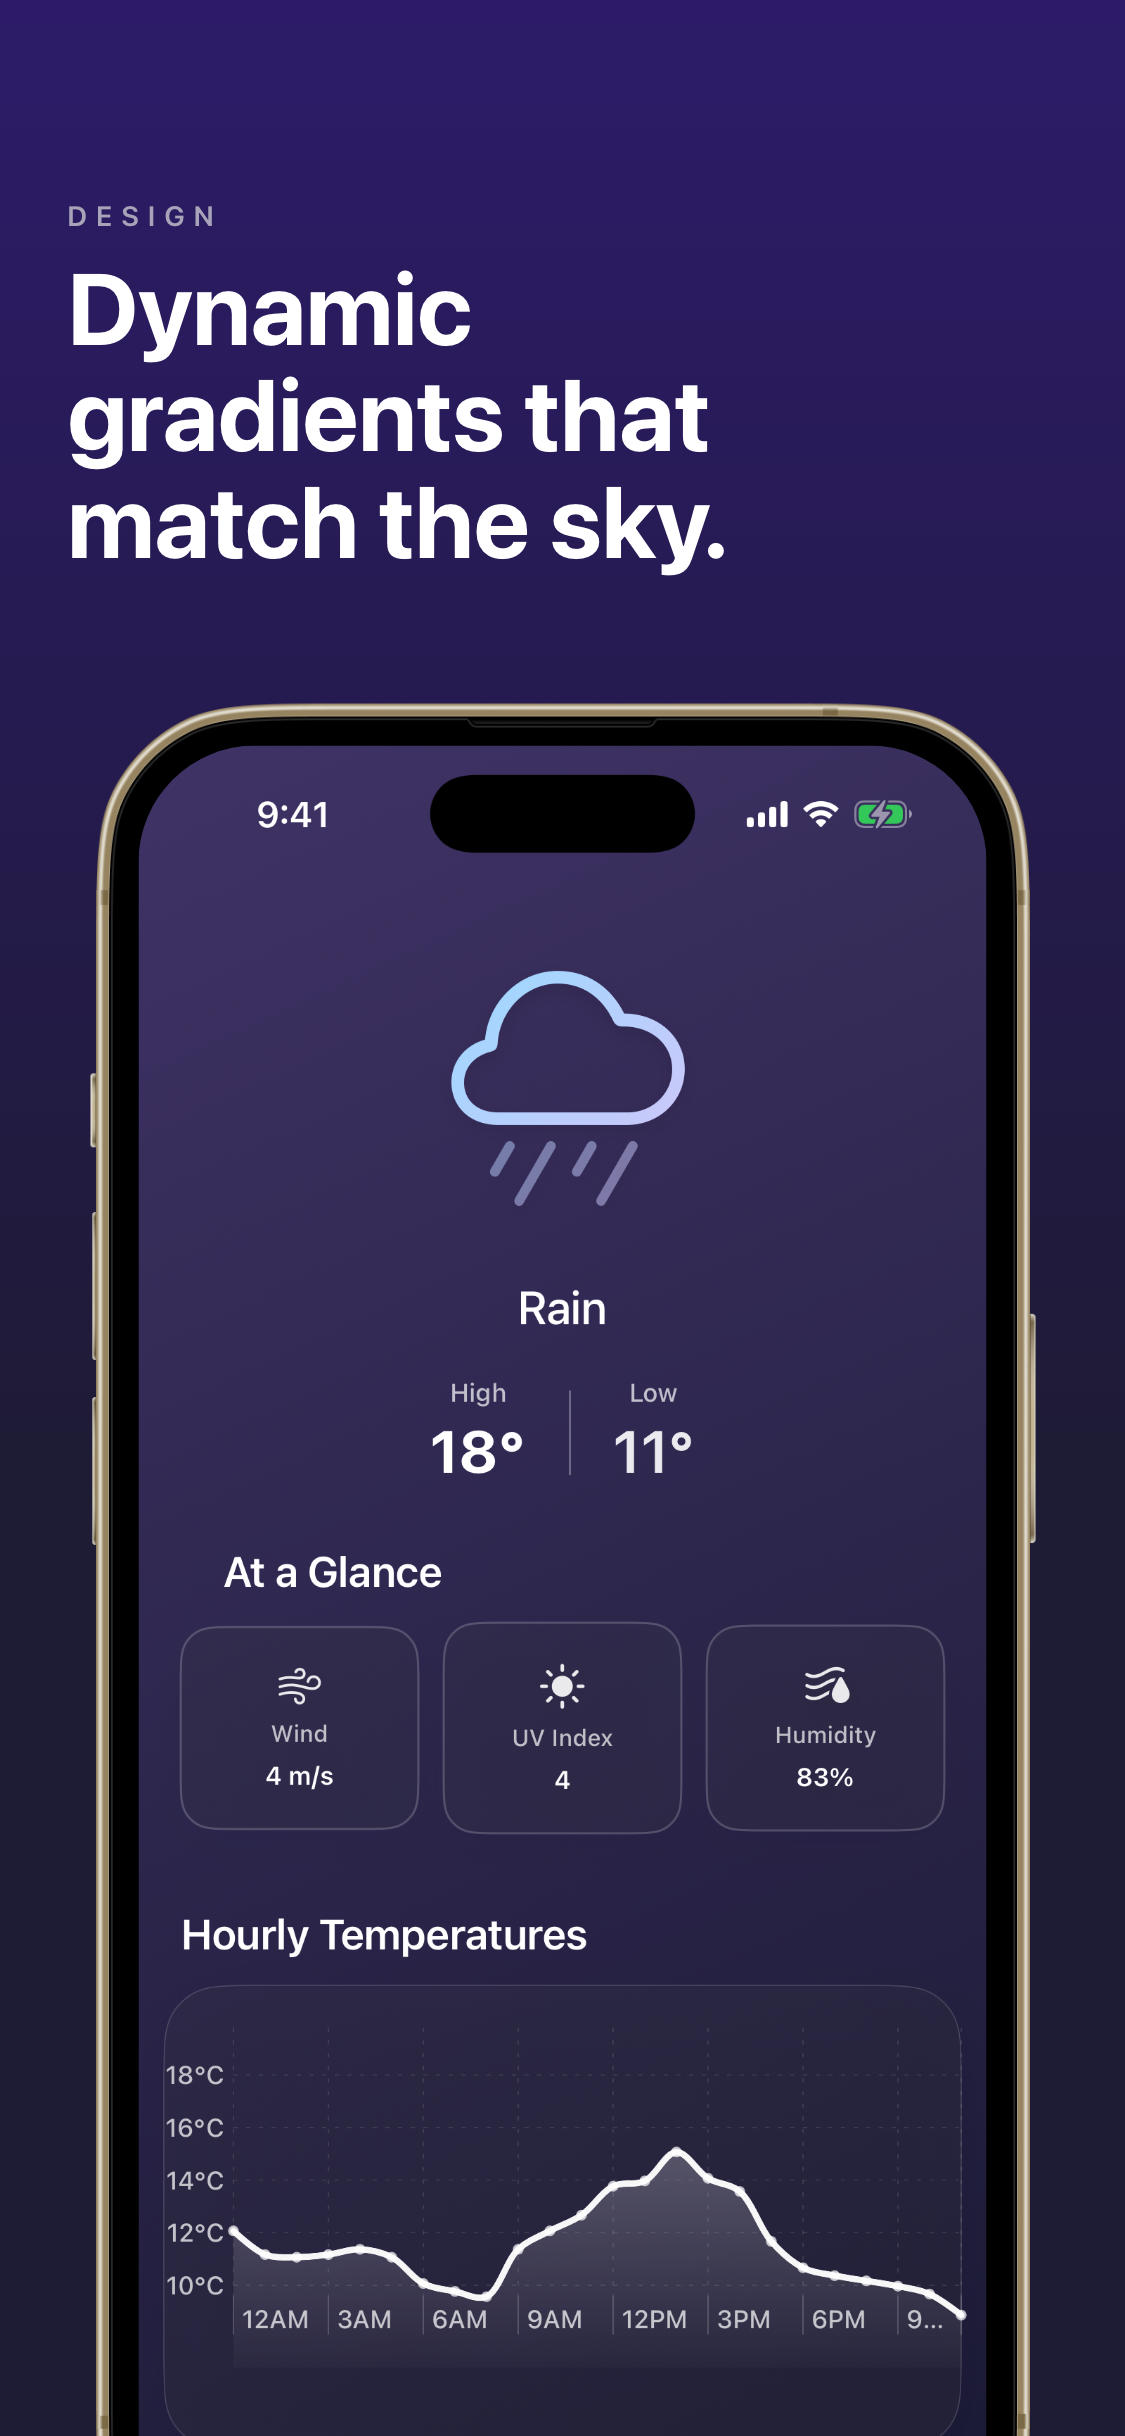 DESIGN
Dynamic
gradients that
match the sky.
9:41
Rain
High Low
18° 11°
At a Glance
Wind UV Index Humidity
4 m/s 4 83%
Hourly Temperatures
18°C
16°C
14°C
12°C
10°C
12AM 3AM 6AM 9AM 12PM 3PM 6PM 9...